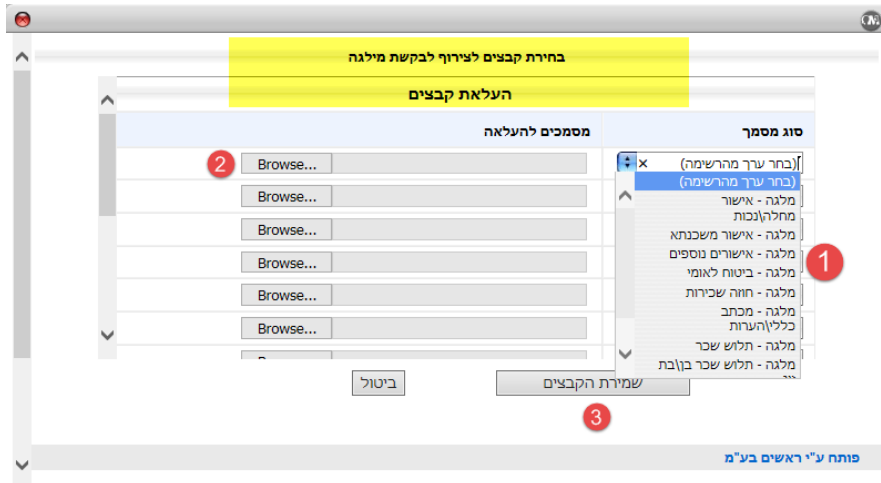 בחירת קבצים לצירוף לבקשת מילגה
העלאת קבצים
סוג מסמך מסמכים להעלאה
(בחר ערך מהרשימה) × Browse... 2
(בחר ערך מהרשימה)
מלגה - אישור
מחלה\נכות
Browse...
מלגה - אישור משכנתא
Browse...
מלגה - אישורים נוספים
1
מלגה - ביטוח לאומי
Browse...
מלגה - חוזה שכירות
Browse...
מלגה - מכתב
כללי\הערות
Browse...
מלגה - תלוש שכר
מלגה - תלוש שכר בן\בת
שמירת הקבצים ביטול
3
פותח ע"י ראשים בע"מ